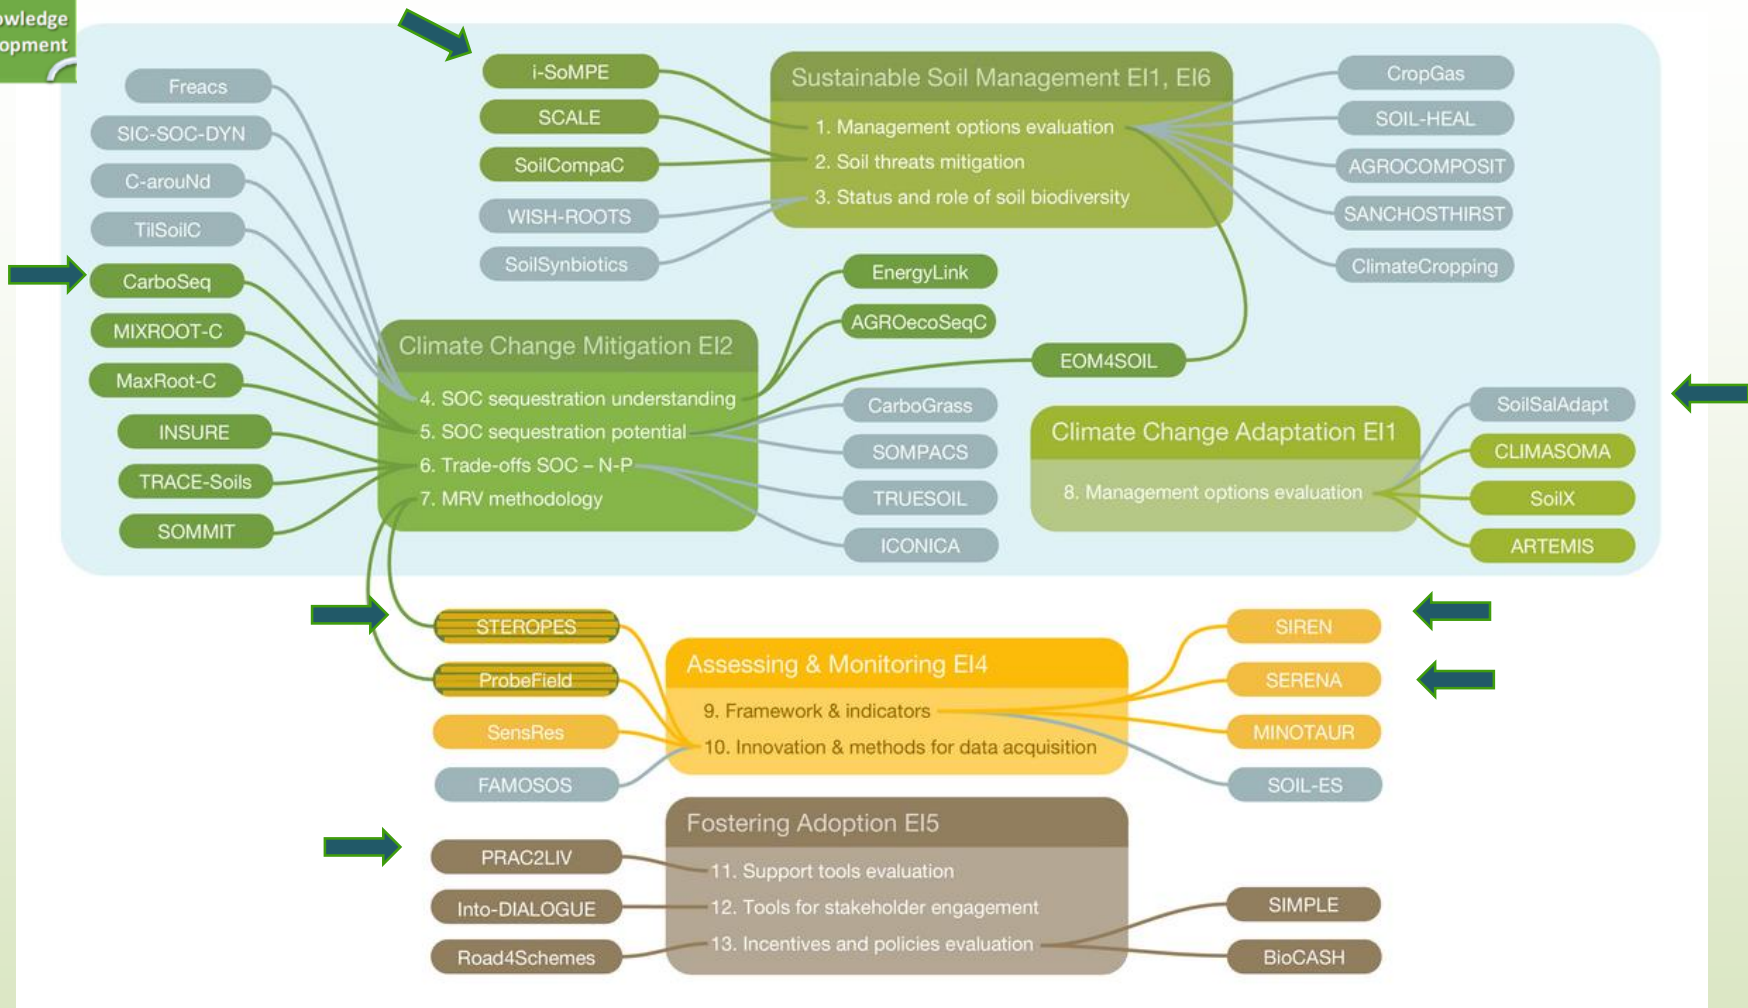 Freacs
SIC-SOC-DYN
C-arouNd
TilSoilC
CarboSeq
MIXROOT-C
MaxRoot-C
INSURE
TRACE-Soils
SOMMIT
i-SoMPE
SCALE
SoilCompaC
WISH-ROOTS
SoilSynbiotics
Sustainable Soil Management EI1, EI6
1. Management options evaluation
2. Soil threats mitigation
3. Status and role of soil biodiversity
CropGas
SOIL-HEAL
AGROCOMPOSIT
SANCHOSTHIRST
ClimateCropping
EnergyLink
AGROecoSeqC
EOM4SOIL
Climate Change Mitigation EI2
4. SOC sequestration understanding
5. SOC sequestration potential
6. Trade-offs SOC – N-P
7. MRV methodology
CarboGrass
SOMPACS
TRUESOIL
ICONICA
Climate Change Adaptation EI1
8. Management options evaluation
SoilSalAdapt
CLIMASOMA
SoilX
ARTEMIS
STEROPES
ProbeField
SensRes
FAMOSOS
Assessing & Monitoring EI4
9. Framework & indicators
10. Innovation & methods for data acquisition
SIREN
SERENA
MINOTAUR
SOIL-ES
Fostering Adoption EI5
11. Support tools evaluation
12. Tools for stakeholder engagement
13. Incentives and policies evaluation
PRAC2LIV
Into-DIALOGUE
Road4Schemes
SIMPLE
BioCASH